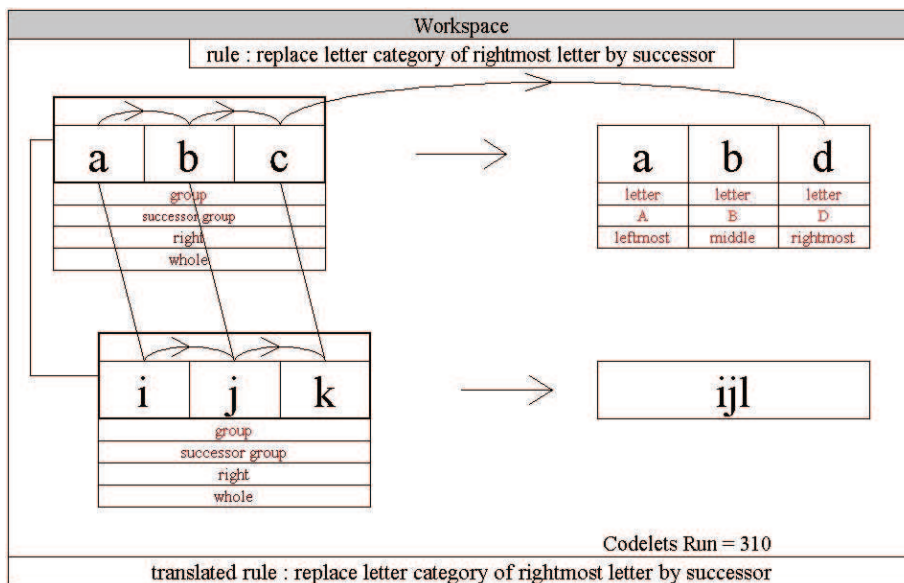 Workspace
rule : replace letter category of rightmost letter by successor
a b c a b d
group letter letter letter
successor group A B D
right leftmost middle rightmost
whole
i j k ijl
group
successor group
right
whole
Codelets Run = 310
translated rule : replace letter category of rightmost letter by successor